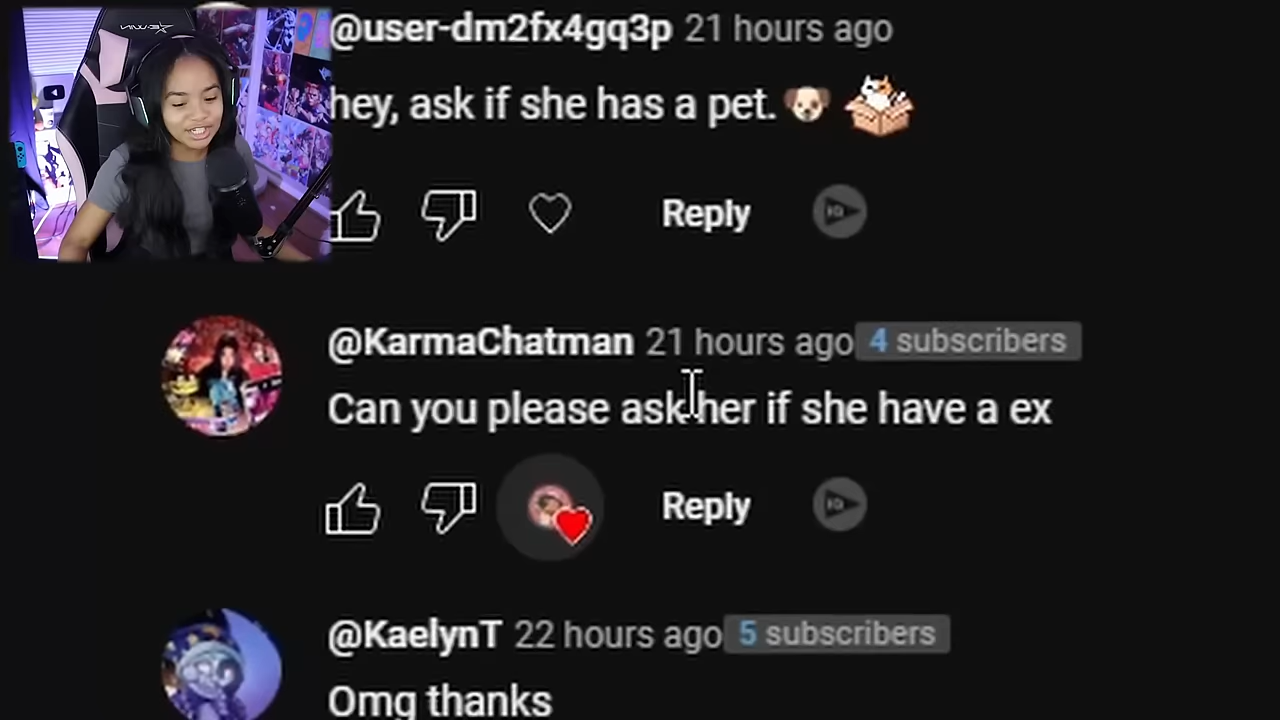 @user-dm2fx4gq3p 21 hours ago
hey, ask if she has a pet.
Reply
@KarmaChatman 21 hours ago 4 subscribers
Can you please ask her if she have a ex
Reply
@KaelynT 22 hours ago 5 subscribers
Omg thanks